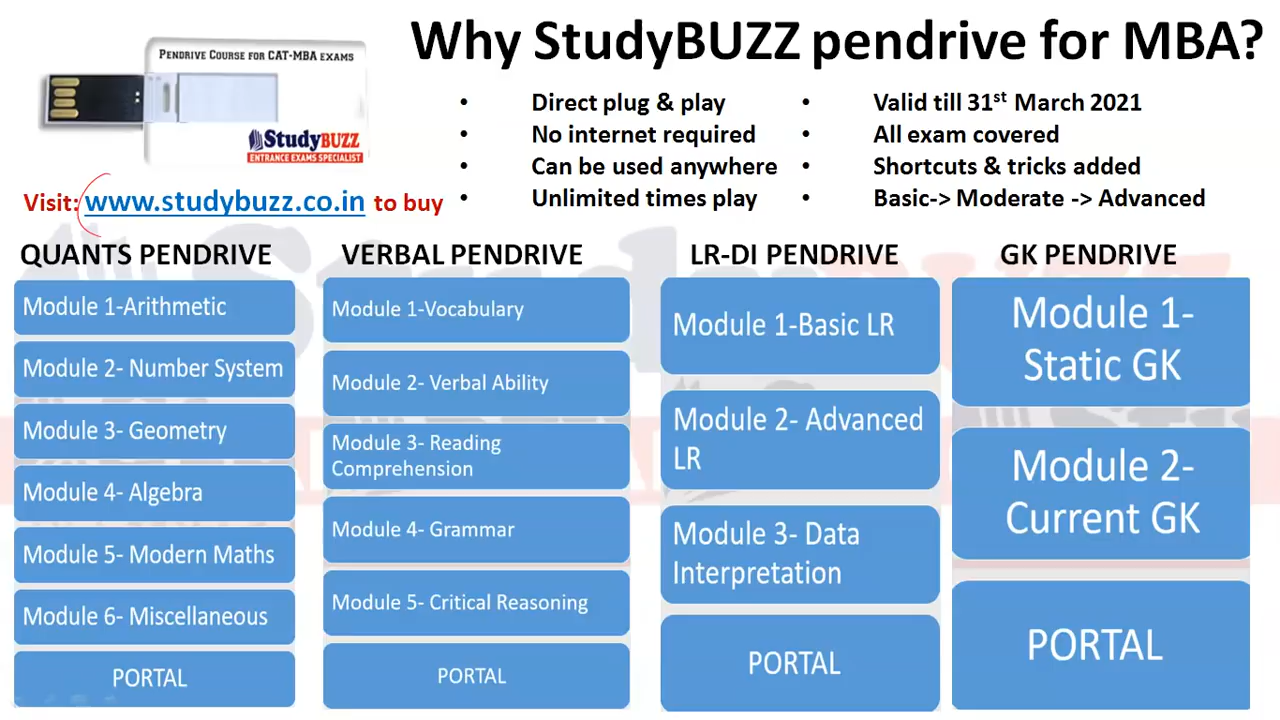 Why StudyBUZZ pendrive for MBA?
PENDRIVE COURSE FOR CAT-MBA EXAMS
StudyBUZZ
ENTRANCE EXAMS SPECIALIST
Visit: www.studybuzz.co.in to buy
• Direct plug & play
• No internet required
• Can be used anywhere
• Unlimited times play
• Valid till 31st March 2021
• All exam covered
• Shortcuts & tricks added
• Basic-> Moderate -> Advanced
QUANTS PENDRIVE
Module 1-Arithmetic
Module 2- Number System
Module 3- Geometry
Module 4- Algebra
Module 5- Modern Maths
Module 6- Miscellaneous
PORTAL
VERBAL PENDRIVE
Module 1-Vocabulary
Module 2- Verbal Ability
Module 3- Reading
Comprehension
Module 4- Grammar
Module 5- Critical Reasoning
PORTAL
LR-DI PENDRIVE
Module 1-Basic LR
Module 2- Advanced
LR
Module 3- Data
Interpretation
PORTAL
GK PENDRIVE
Module 1-
Static GK
Module 2-
Current GK
PORTAL